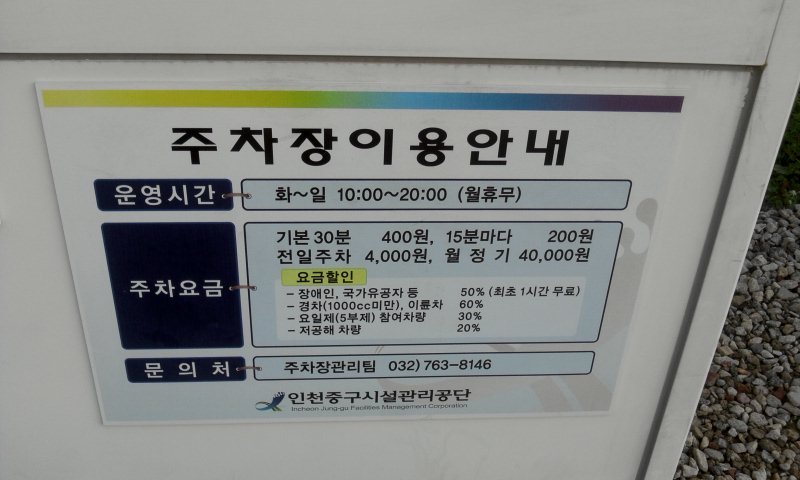 주차장이용안내
운영시간 화~일 10:00~20:00 (월휴무)
주차요금
기본 30분 400원, 15분마다 200원
전일주차 4,000원, 월 정 기 40,000원
요금할인
- 장애인, 국가유공자 등 50% (최초 1시간 무료)
- 경차(1000cc미만), 이륜차 60%
- 요일제(5부제) 참여차량 30%
- 저공해 차량 20%
문 의 처 주차장관리팀 032) 763-8146
인천중구시설관리공단
Incheon Jung-gu Facilities Management Corporation